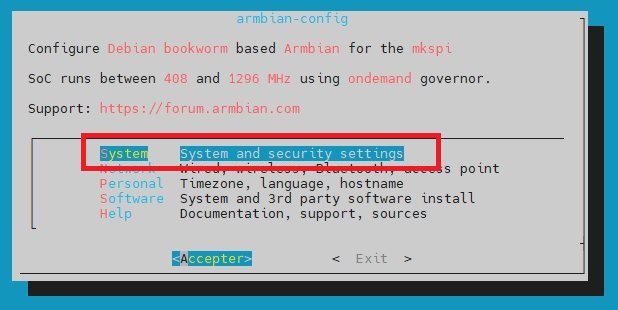 armbian-config
Configure Debian bookworm based Armbian for the mkspi
SoC runs between 408 and 1296 MHz using ondemand governor.
Support: https://forum.armbian.com
System System and security settings
Network Wired, wireless, Bluetooth, access point
Personal Timezone, language, hostname
Software System and 3rd party software install
Help Documentation, support, sources
<Accepter> < Exit >